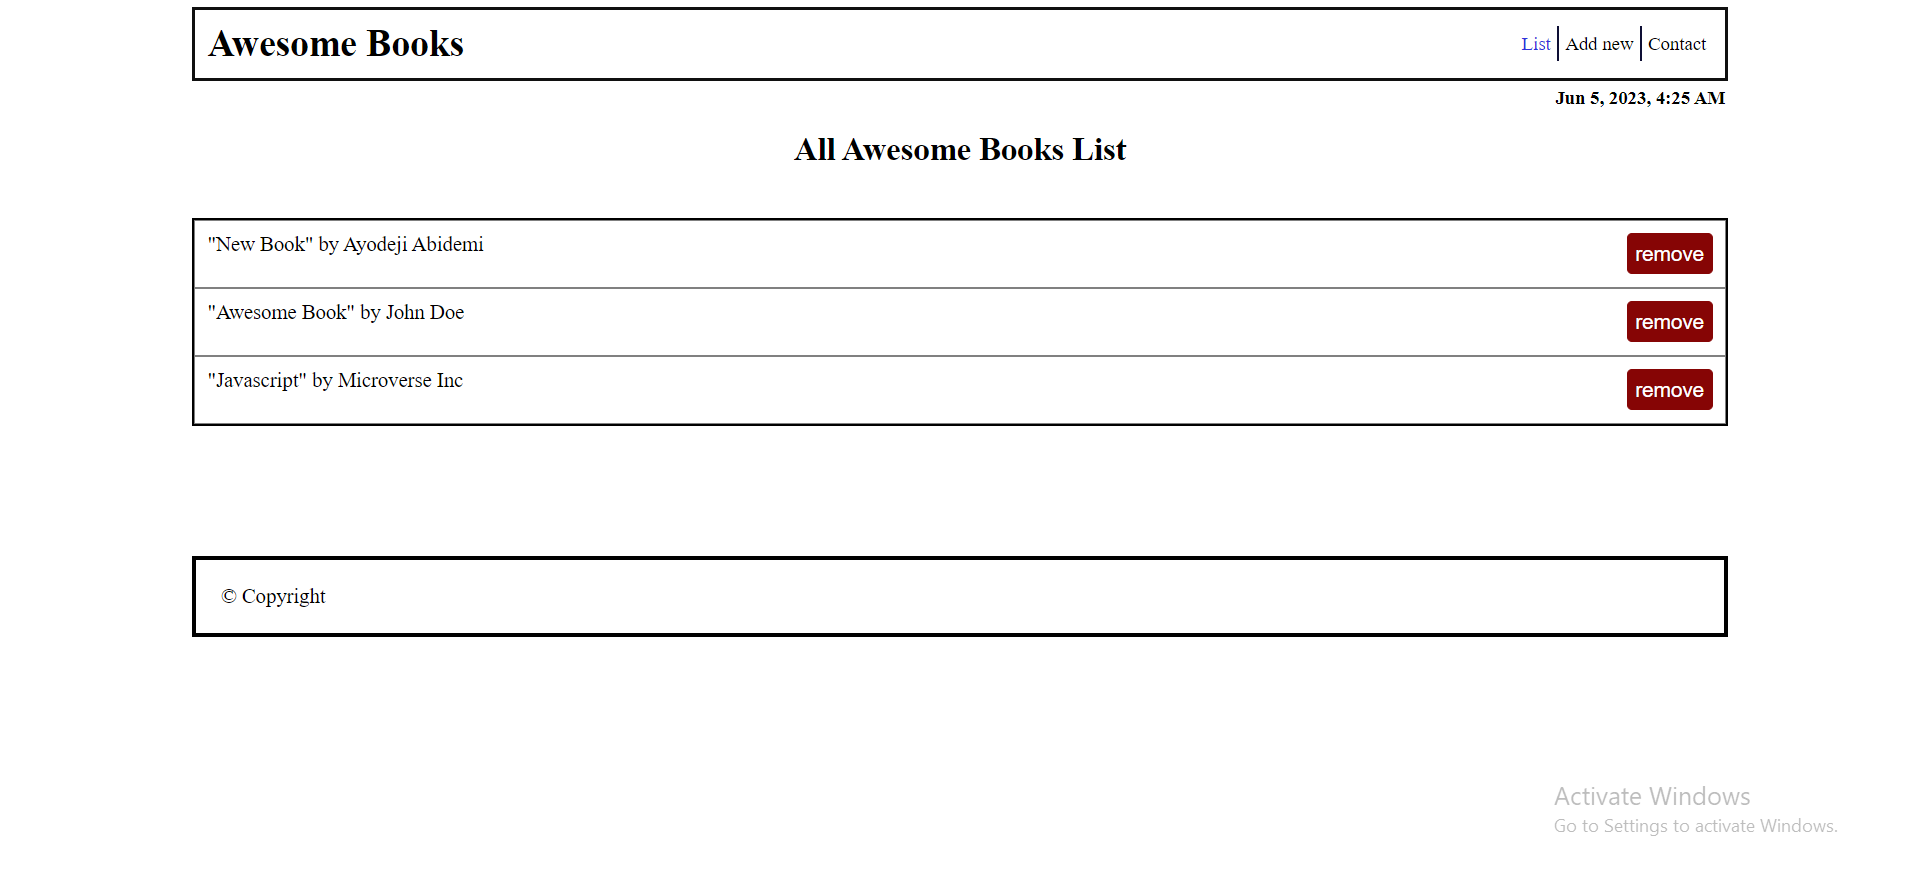 Awesome Books
List Add new Contact
Jun 5, 2023, 4:25 AM
All Awesome Books List
"New Book" by Ayodeji Abidemi
remove
"Awesome Book" by John Doe
remove
"Javascript" by Microverse Inc
remove
© Copyright
Activate Windows
Go to Settings to activate Windows.